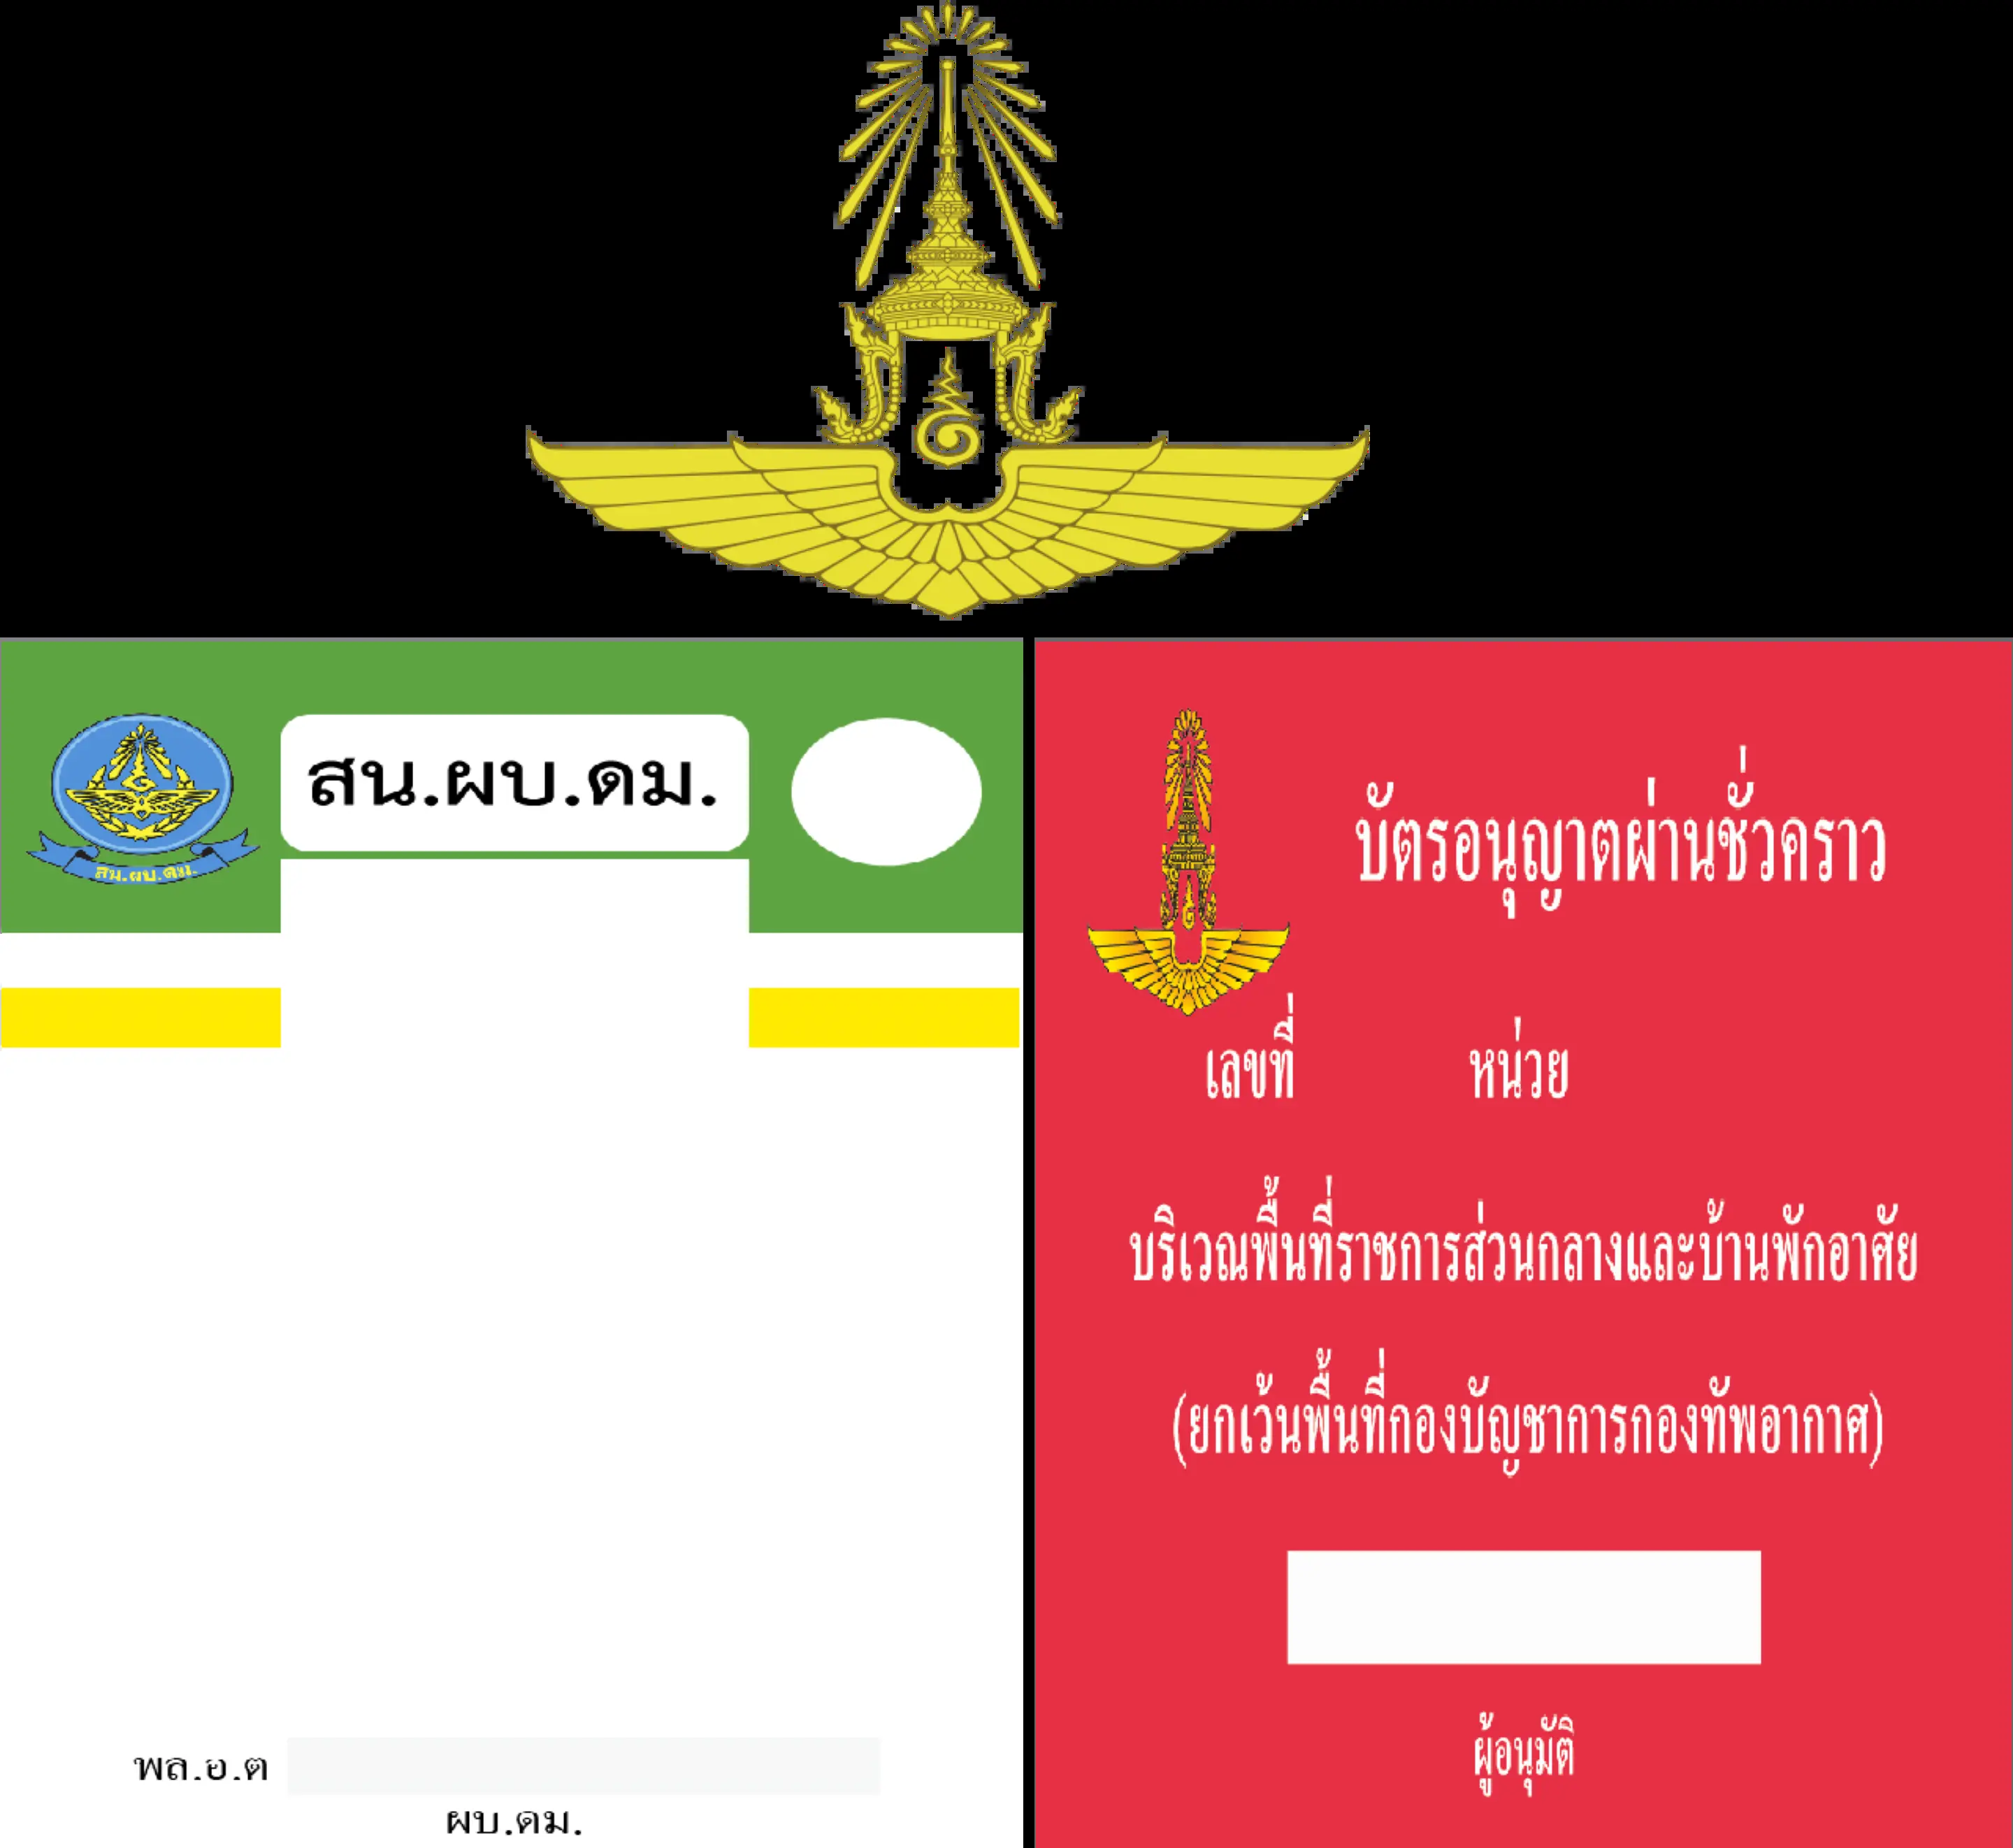 สน.ผบ.ดม.
สน.ผบ.ดม.
พล.อ.ต
ผบ.ดม.
บัตรอนุญาตผ่านชั่วคราว
เลขที่ หน่วย
บริเวณพื้นที่ราชการส่วนกลางและบ้านพักอาศัย
(ยกเว้นพื้นที่กองบัญชาการกองทัพอากาศ)
ผู้อนุมัติ